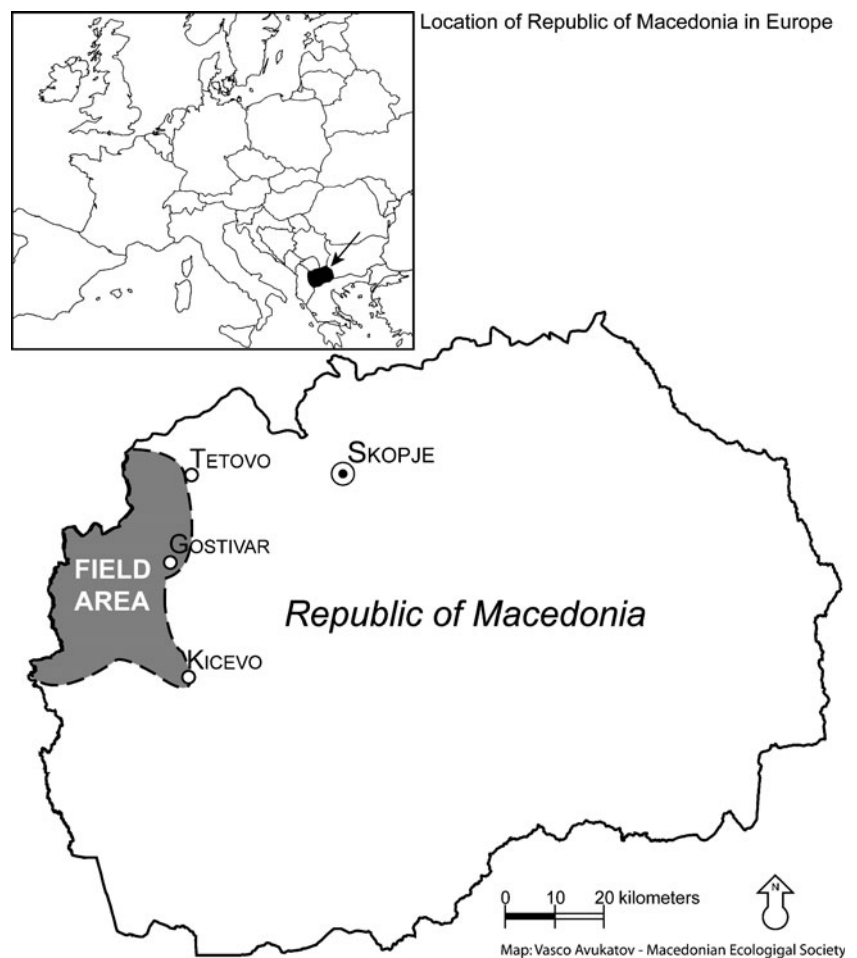 Location of Republic of Macedonia in Europe
TETOVO
SKOPJE
GOSTIVAR
FIELD
AREA
Republic of Macedonia
KICEVO
0 10 20 kilometers
N
Map: Vasco Avukatov - Macedonian Ecologigal Society